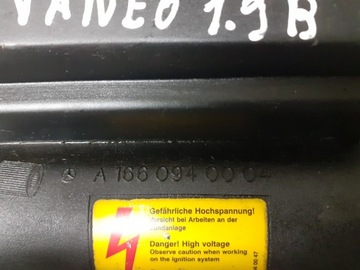 VANEO 1.9 B
A 166 094 00 04
Gefährliche Hochspannung!
Vorsicht bei Arbeiten an der
Zündanlage
Danger! High voltage
Observe caution when working
on the ignition system